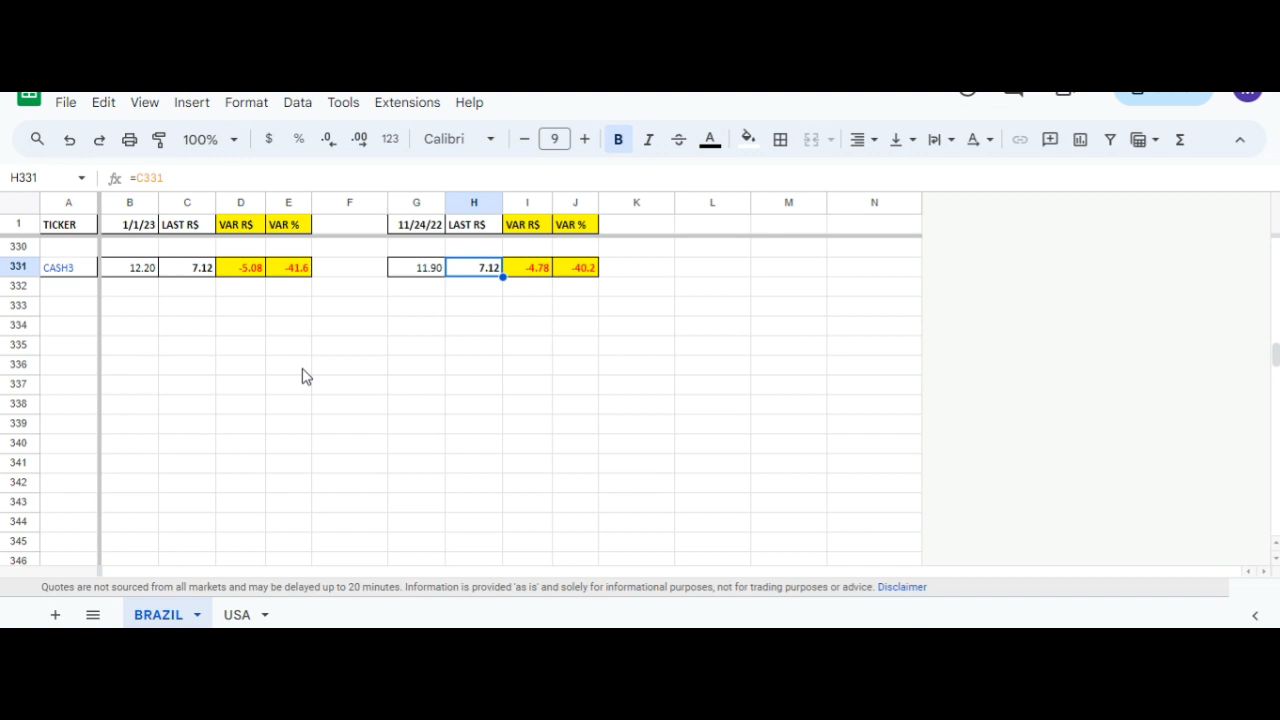 File Edit View Insert Format Data Tools Extensions Help
100% $ % .0 .00 123 Calibri − 9 + B I A Σ
H331 fx =C331
A B C D E F G H I J K L M N
1 TICKER 1/1/23 LAST R$ VAR R$ VAR % 11/24/22 LAST R$ VAR R$ VAR %
330
331 CASH3 12.20 7.12 -5.08 -41.6 11.90 7.12 -4.78 -40.2
332
333
334
335
336
337
338
339
340
341
342
343
344
345
346
Quotes are not sourced from all markets and may be delayed up to 20 minutes. Information is provided 'as is' and solely for informational purposes, not for trading purposes or advice. Disclaimer
+ BRAZIL USA